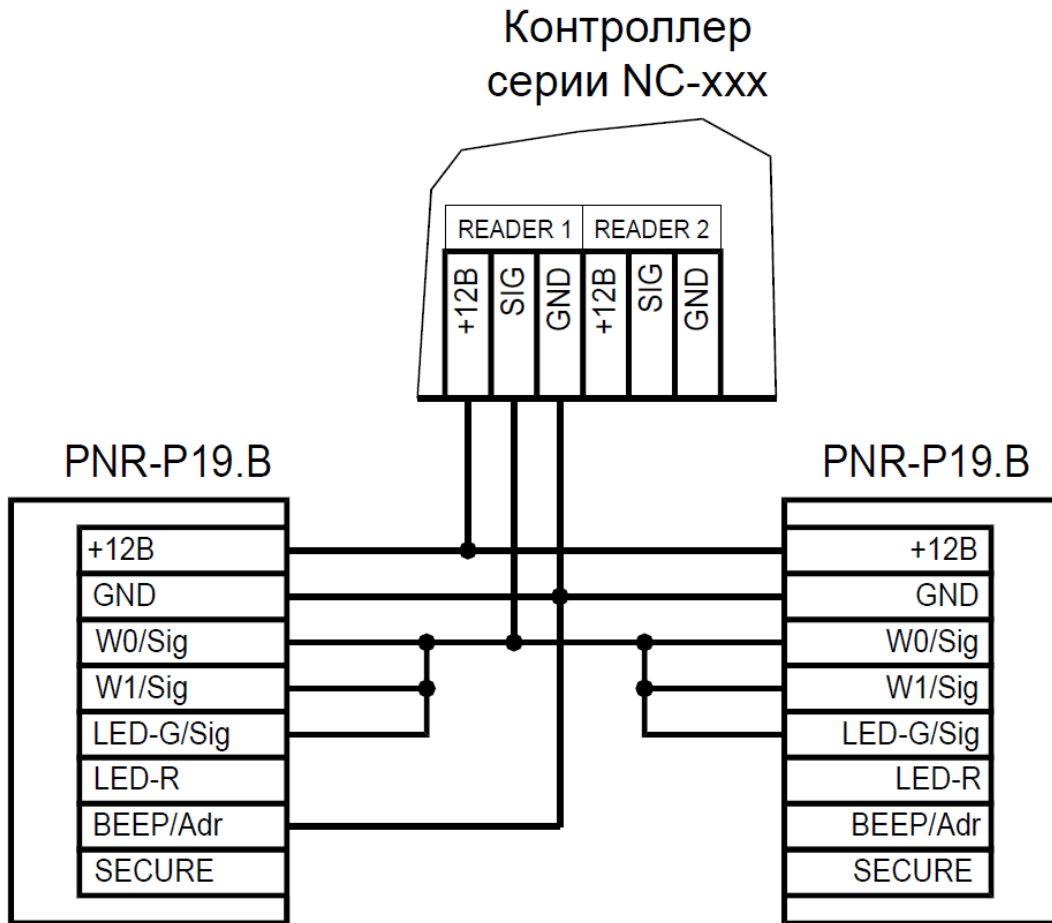 Контроллер
серии NC-xxx
READER 1 READER 2
+12В SIG GND +12В SIG GND
PNR-P19.B PNR-P19.B
+12В +12В
GND GND
W0/Sig W0/Sig
W1/Sig W1/Sig
LED-G/Sig LED-G/Sig
LED-R LED-R
BEEP/Adr BEEP/Adr
SECURE SECURE